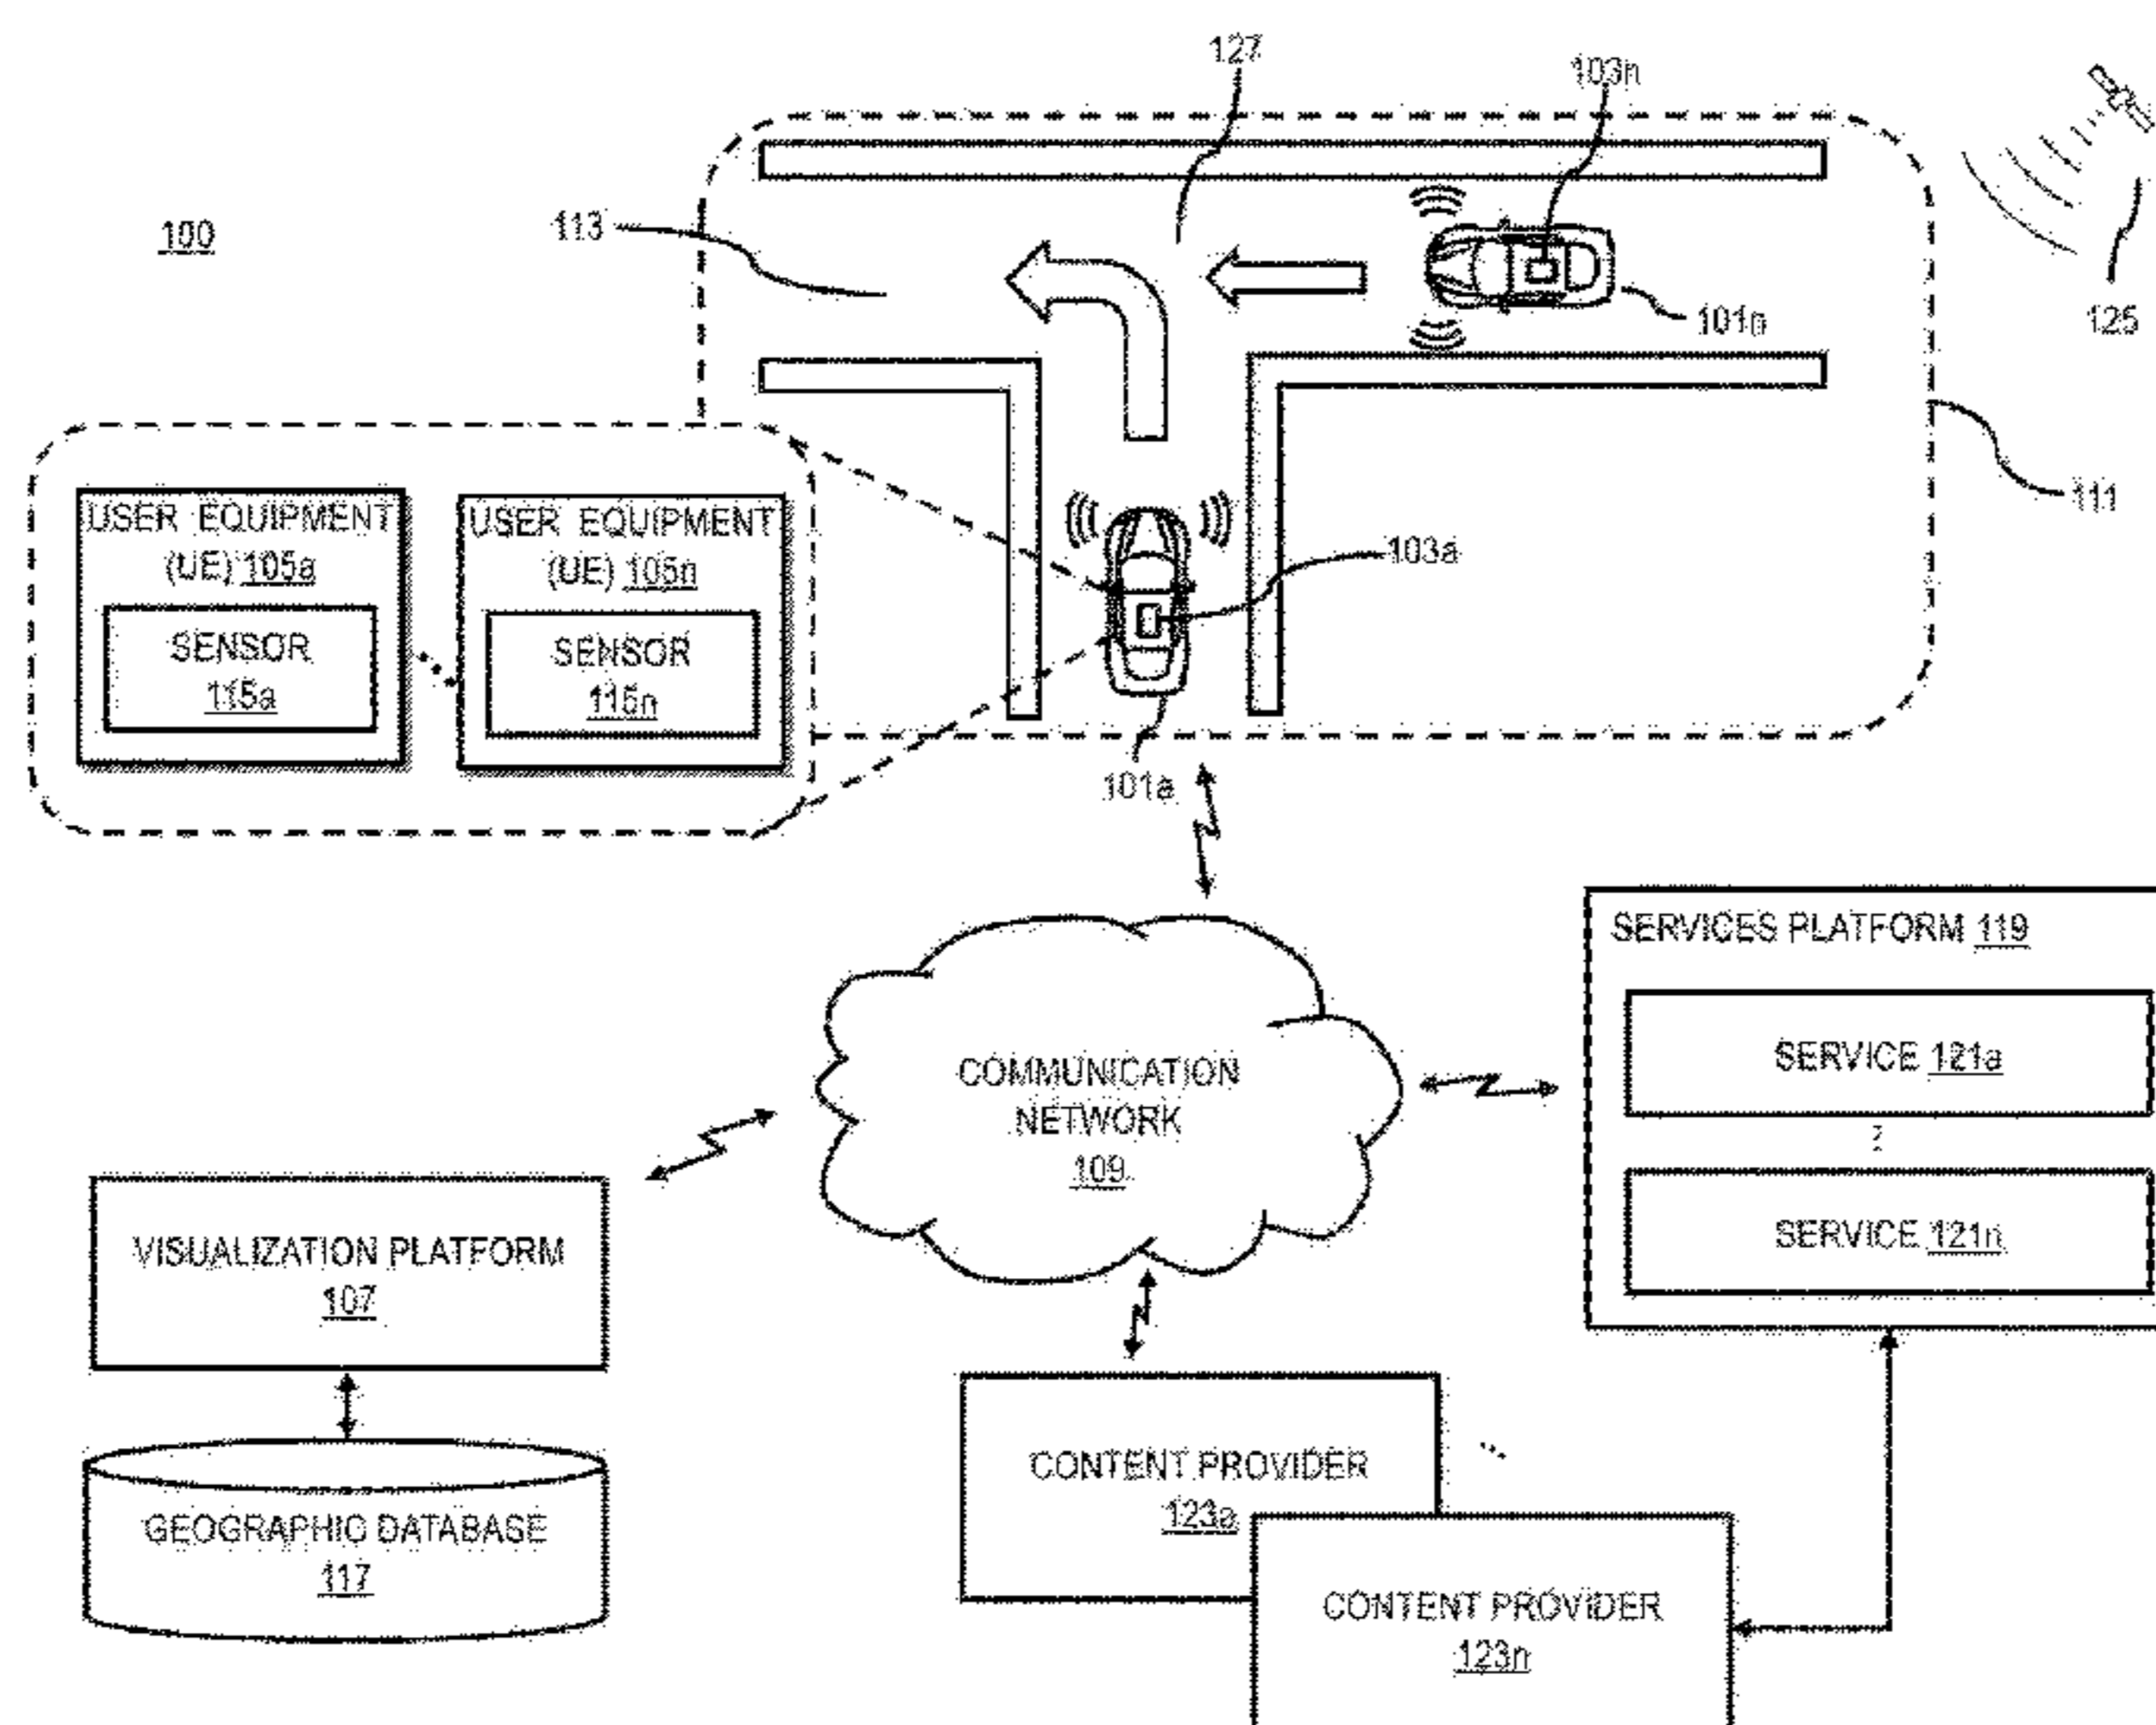 127
103n
100
113
101n
125
111
USER EQUIPMENT
(UE) 105a
SENSOR
115a
USER EQUIPMENT
(UE) 105n
SENSOR
115n
103a
101a
SERVICES PLATFORM 119
SERVICE 121a
SERVICE 121n
COMMUNICATION
NETWORK
109
VISUALIZATION PLATFORM
107
GEOGRAPHIC DATABASE
117
CONTENT PROVIDER
123a
CONTENT PROVIDER
123n